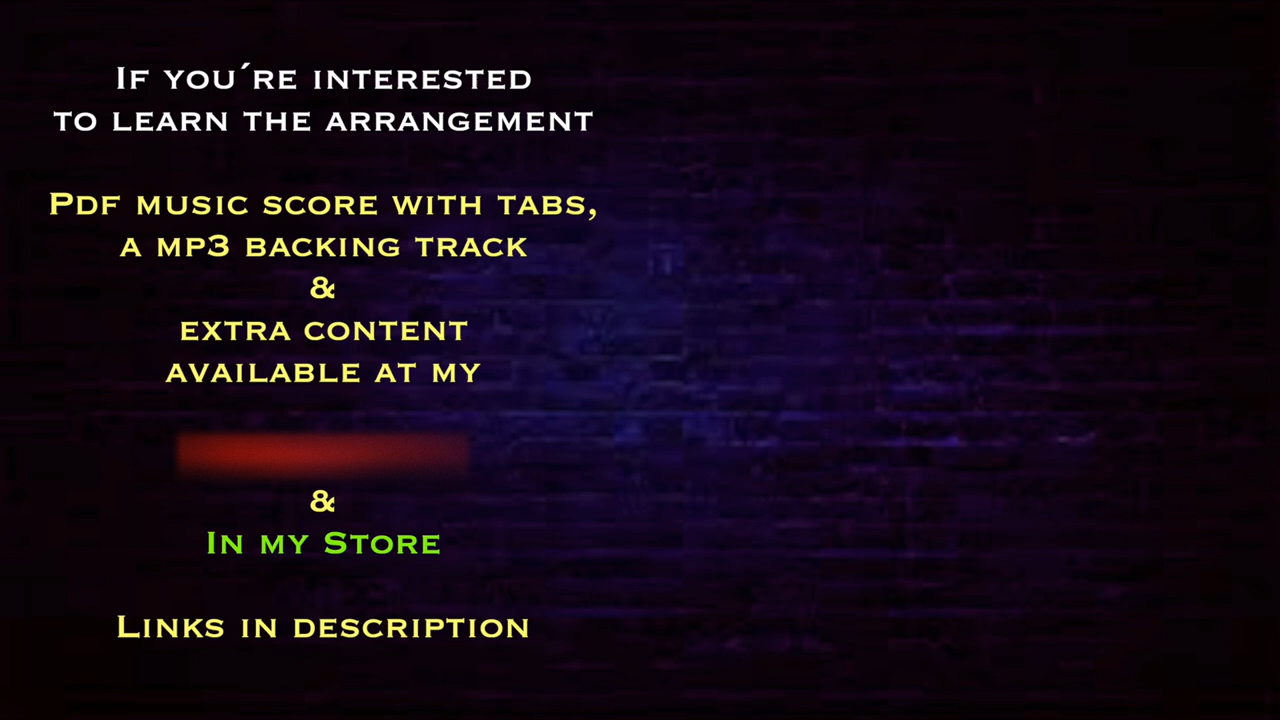 If you´re interested
to learn the arrangement
Pdf music score with tabs,
a mp3 backing track
&
extra content
available at my
&
In my Store
Links in description